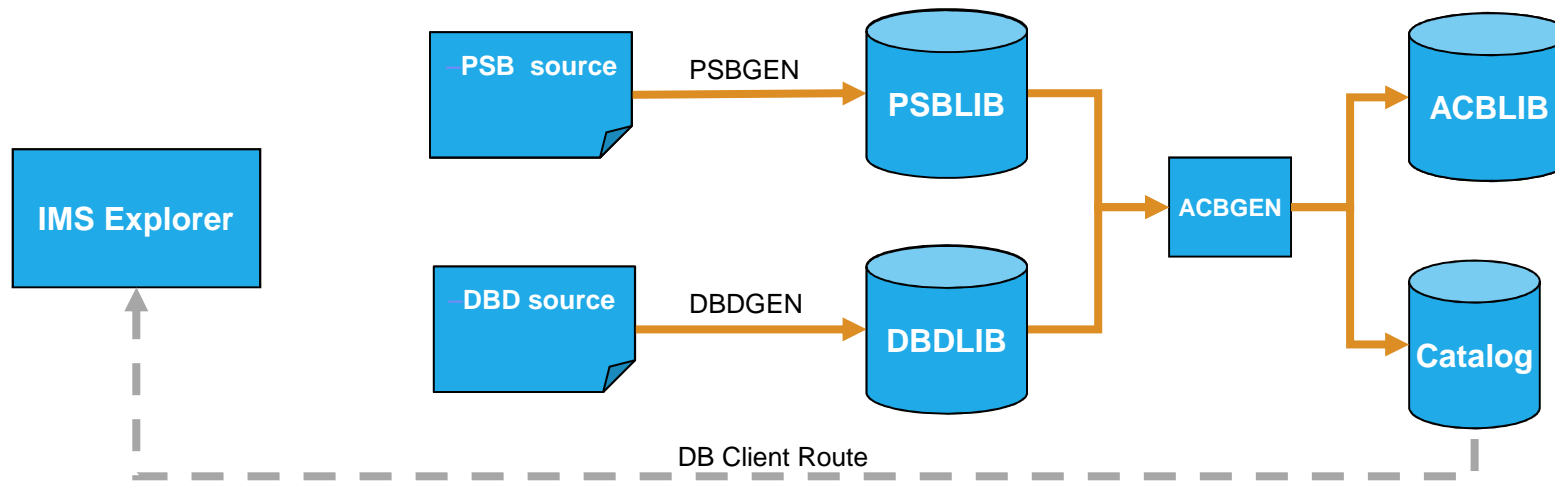 –PSB source
PSBGEN
PSBLIB
ACBLIB
IMS Explorer
ACBGEN
–DBD source
DBDGEN
DBDLIB
Catalog
DB Client Route